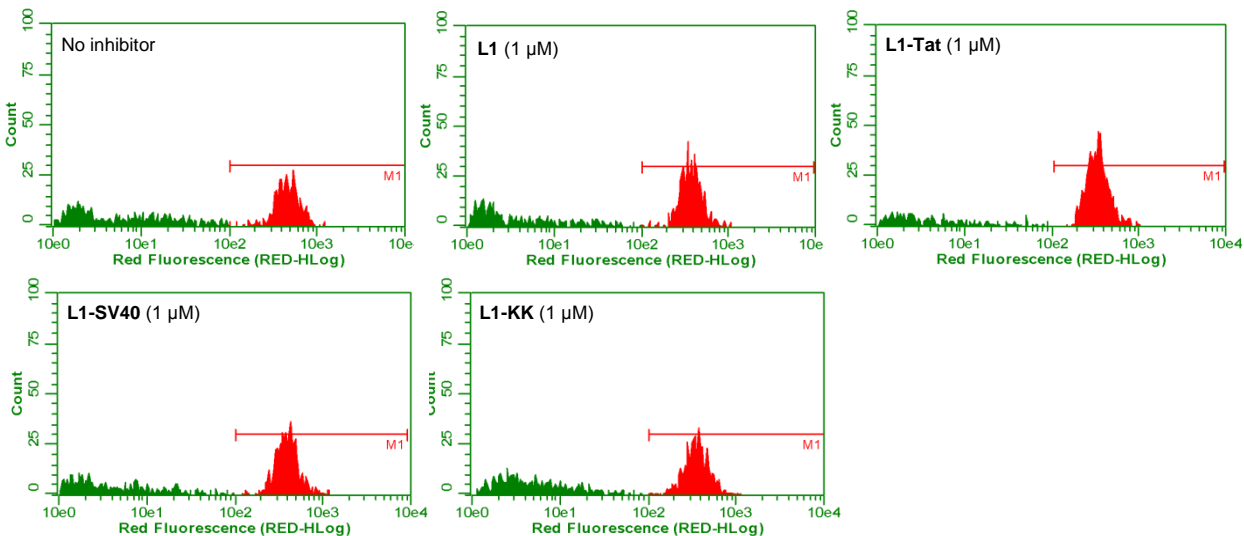 No inhibitor
100
75
50
25
0
Count
M1
10e0 10e1 10e2 10e3 10e
Red Fluorescence (RED-HLog)
L1 (1 µM)
100
75
50
25
0
Count
M1
10e0 10e1 10e2 10e3 10e
Red Fluorescence (RED-HLog)
L1-Tat (1 µM)
100
75
50
25
0
Count
M1
10e0 10e1 10e2 10e3 10e4
Red Fluorescence (RED-HLog)
L1-SV40 (1 µM)
100
75
50
25
0
Count
M1
10e0 10e1 10e2 10e3 10e4
Red Fluorescence (RED-HLog)
L1-KK (1 µM)
100
75
50
25
0
Count
M1
10e0 10e1 10e2 10e3 10e4
Red Fluorescence (RED-HLog)